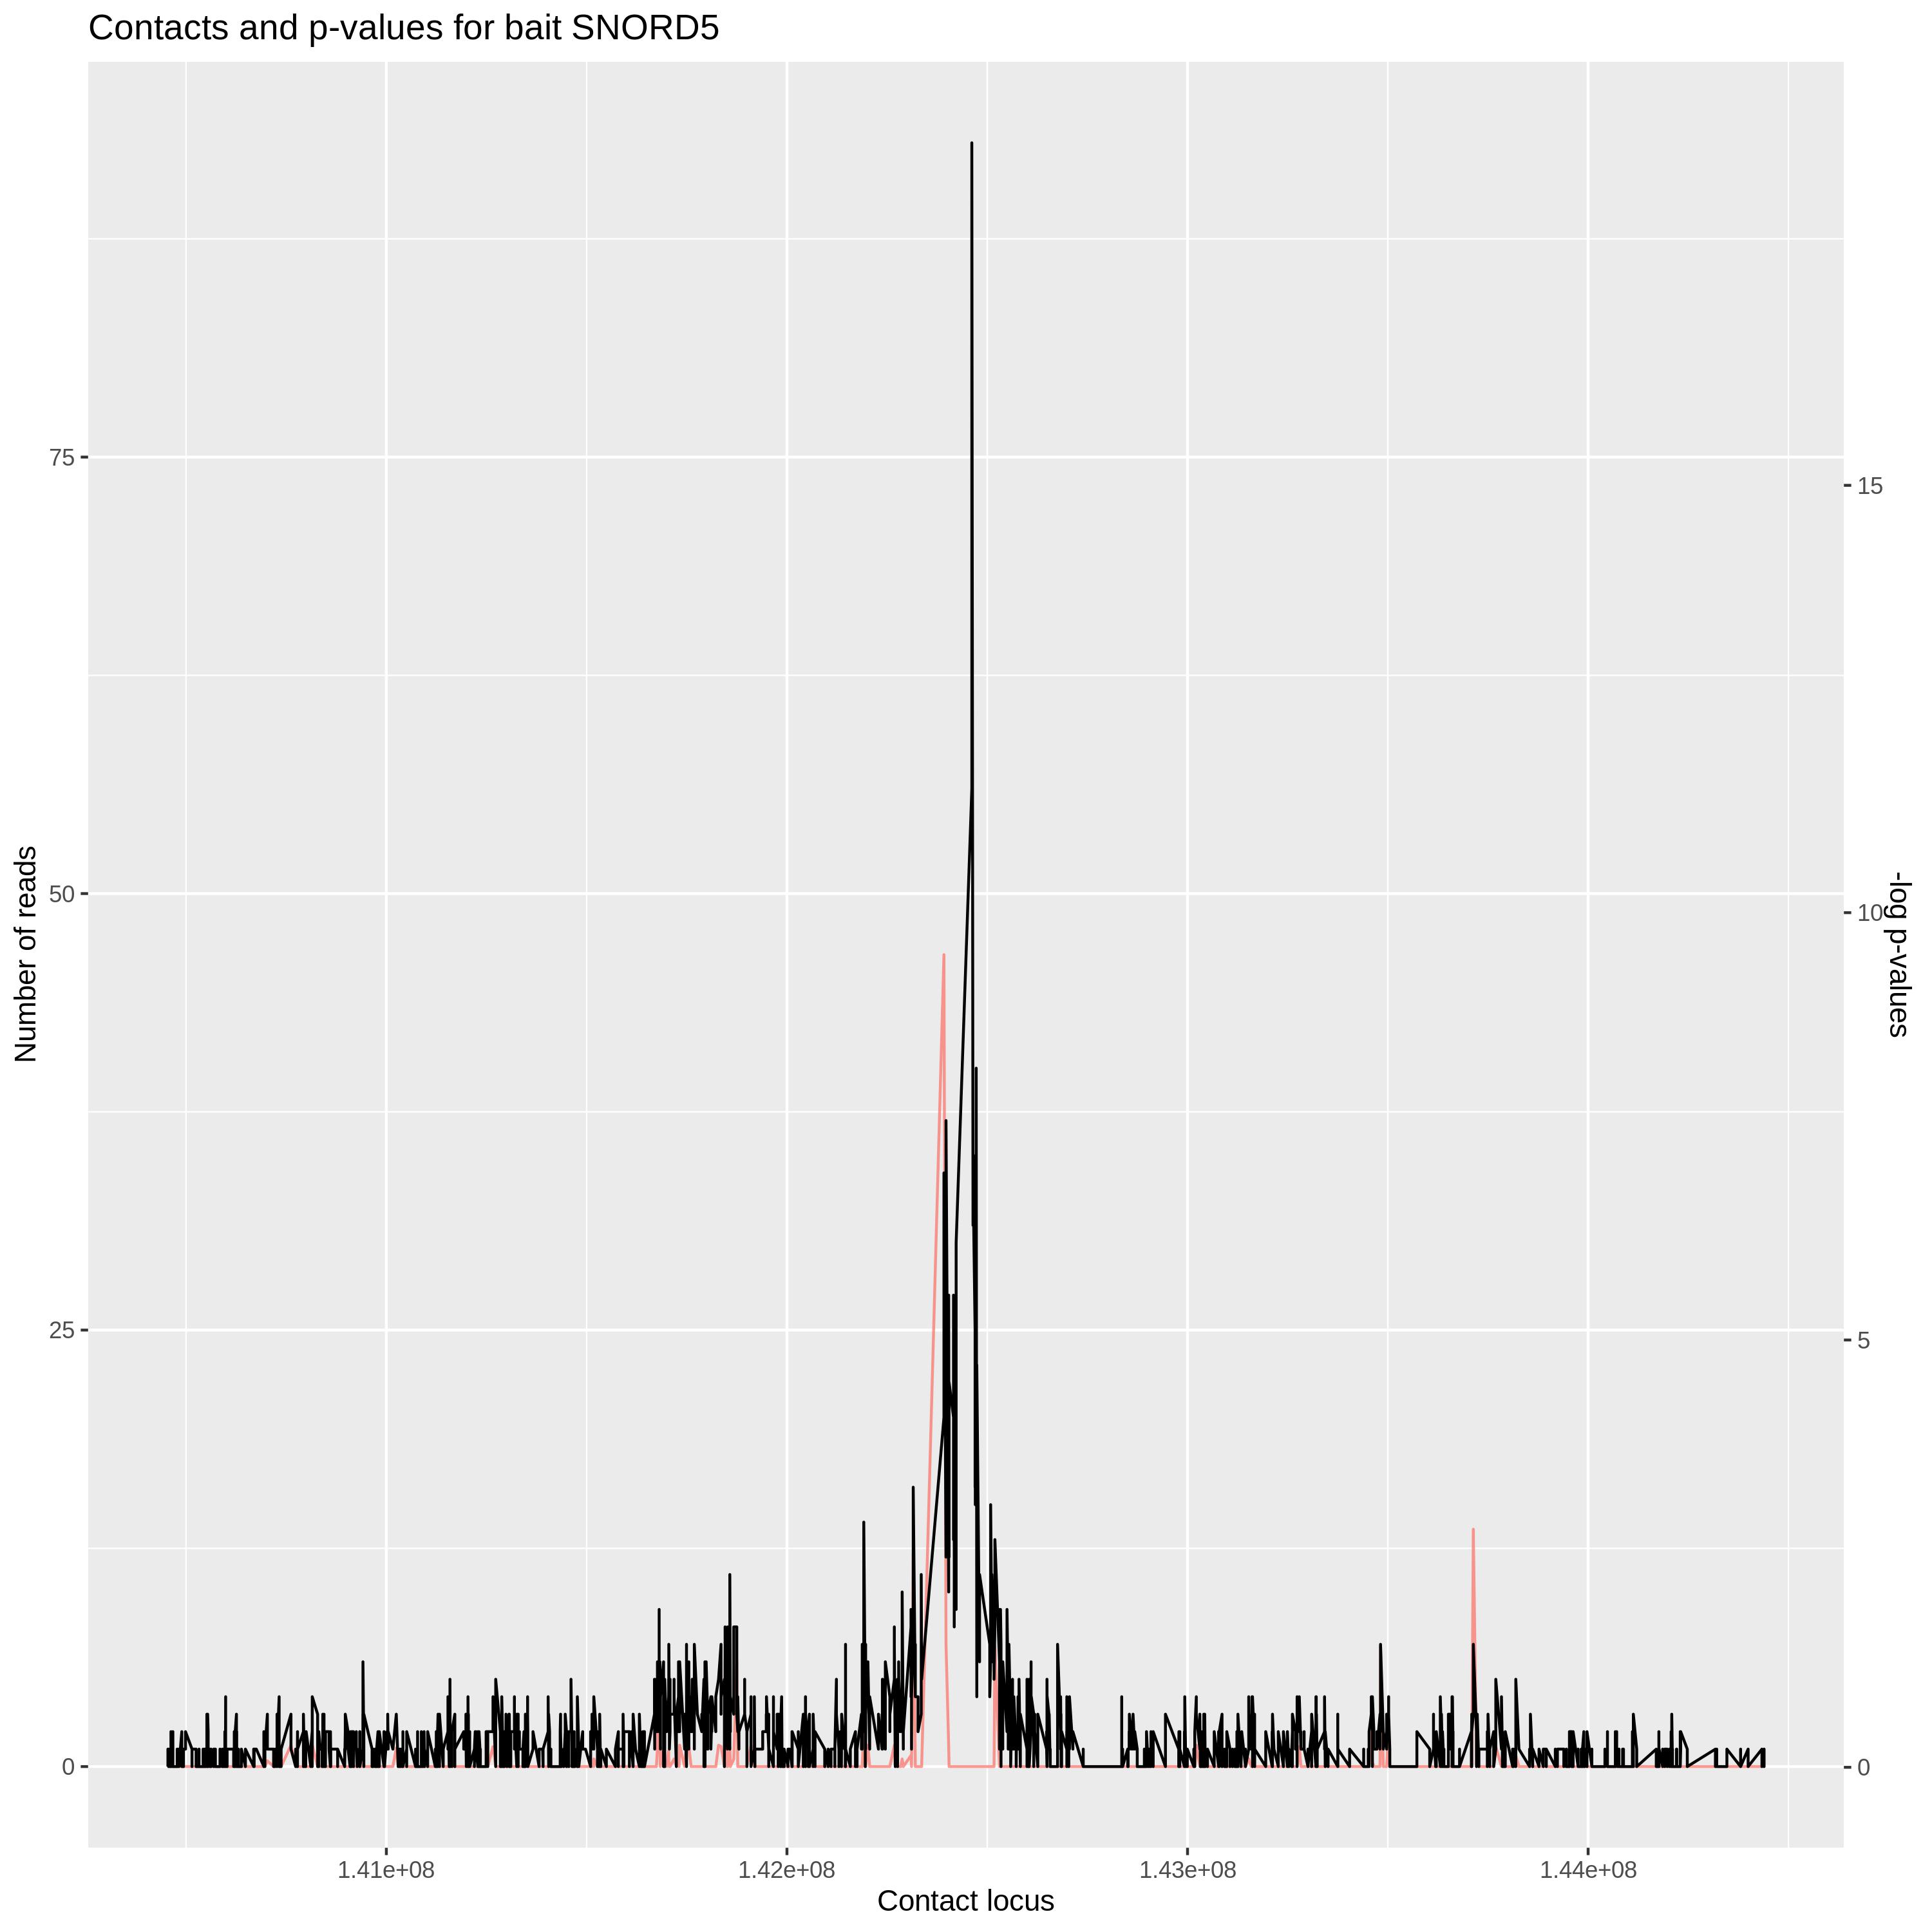 Contacts and p-values for bait SNORD5
Number of reads
75
50
25
0
15
10
5
0
-log p-values
1.41e+08
1.42e+08
1.43e+08
1.44e+08
Contact locus